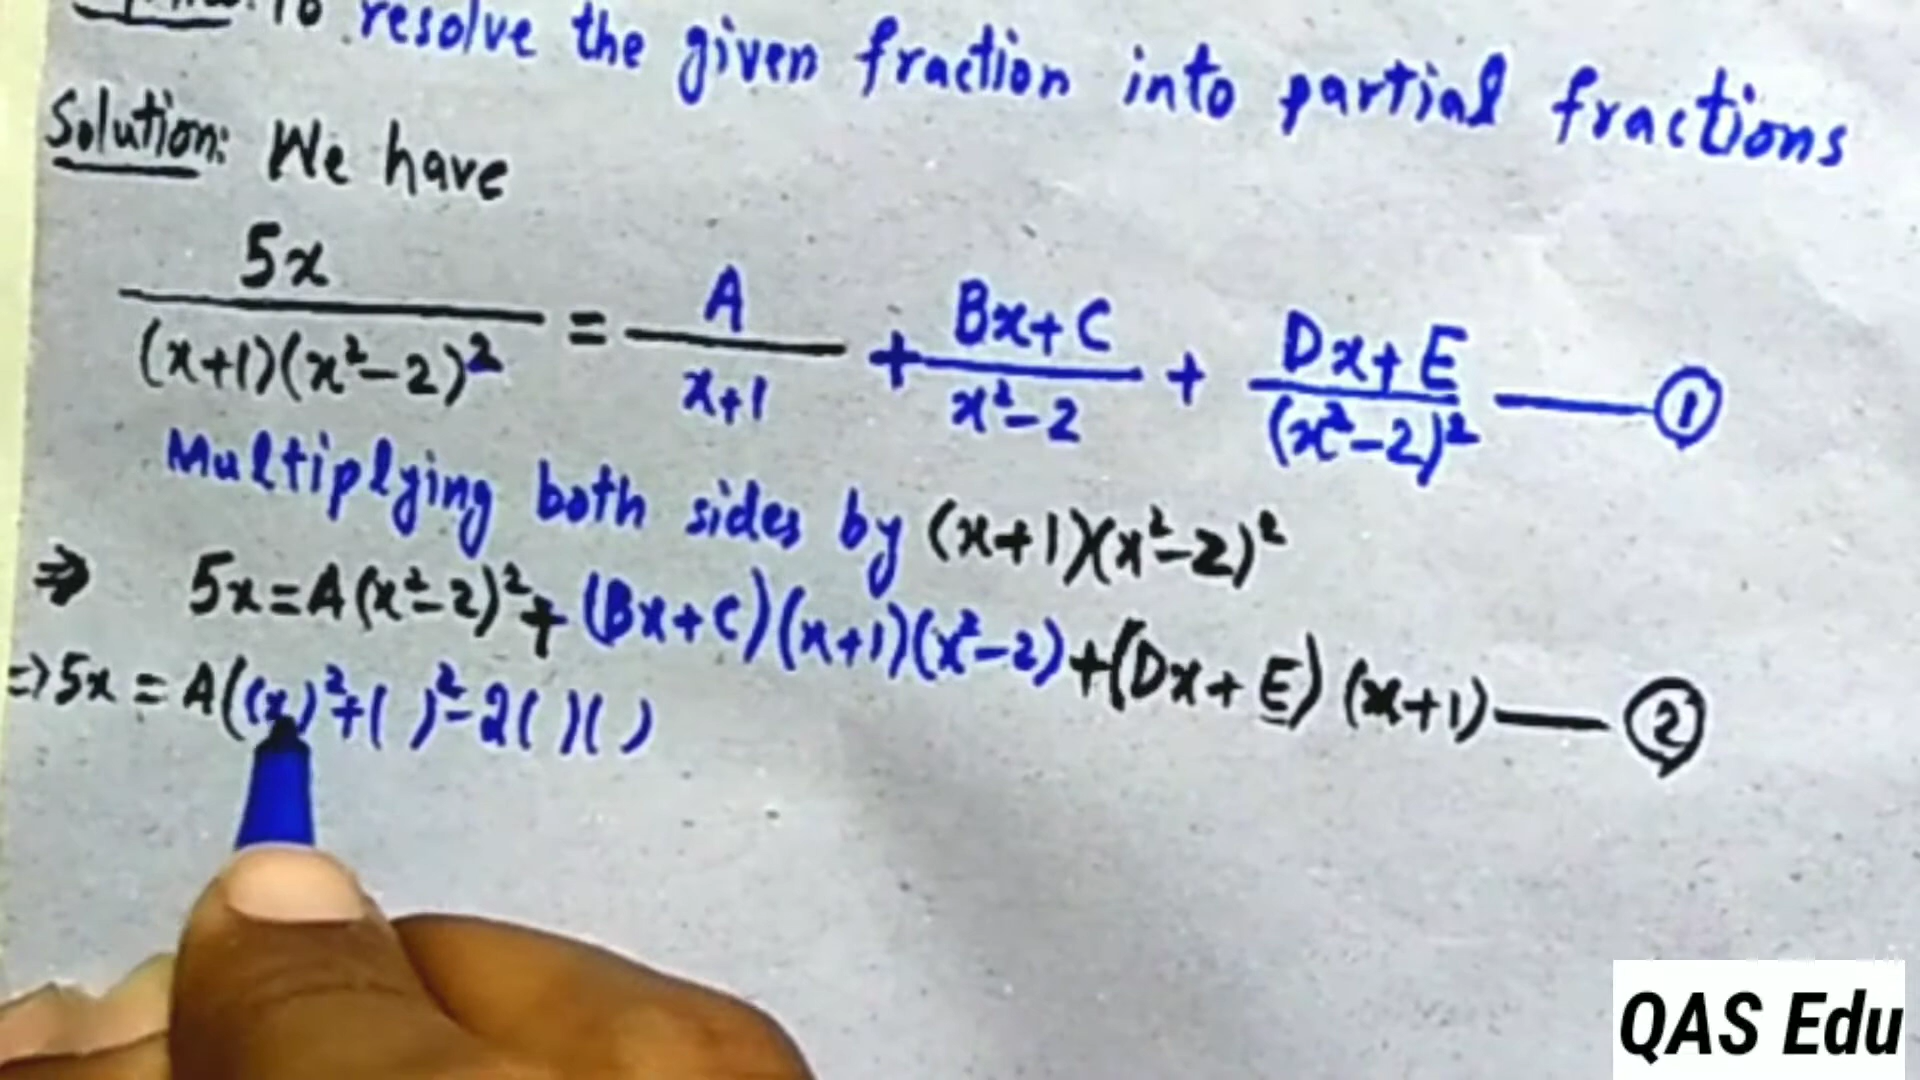 To resolve the given fraction into partial fractions
Solution: We have
5x/((x+1)(x²-2)²) = A/(x+1) + (Bx+C)/(x²-2) + (Dx+E)/(x²-2)² — ①
Multiplying both sides by (x+1)(x²-2)²
⇒ 5x=A(x²-2)²+(Bx+C)(x+1)(x²-2)+(Dx+E)(x+1) — ②
⇒5x = A((x)²+( )²-2( )( )
QAS Edu